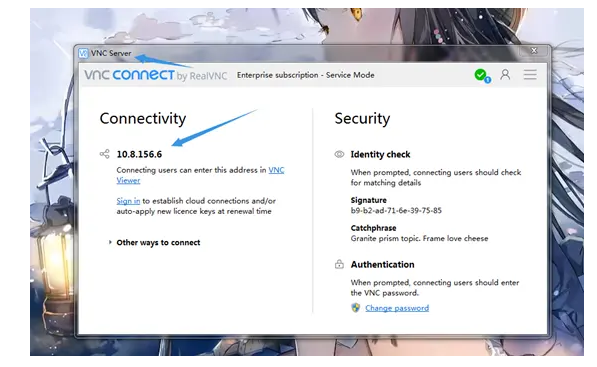 VNC Server
vnc connect by RealVNC
Enterprise subscription - Service Mode
Connectivity
10.8.156.6
Connecting users can enter this address in VNC
Viewer
Sign in to establish cloud connections and/or
auto-apply new licence keys at renewal time
Other ways to connect
Security
Identity check
When prompted, connecting users should check
for matching details
Signature
b9-b2-ad-71-6e-39-75-85
Catchphrase
Granite prism topic. Frame love cheese
Authentication
When prompted, connecting users should enter
the VNC password.
Change password